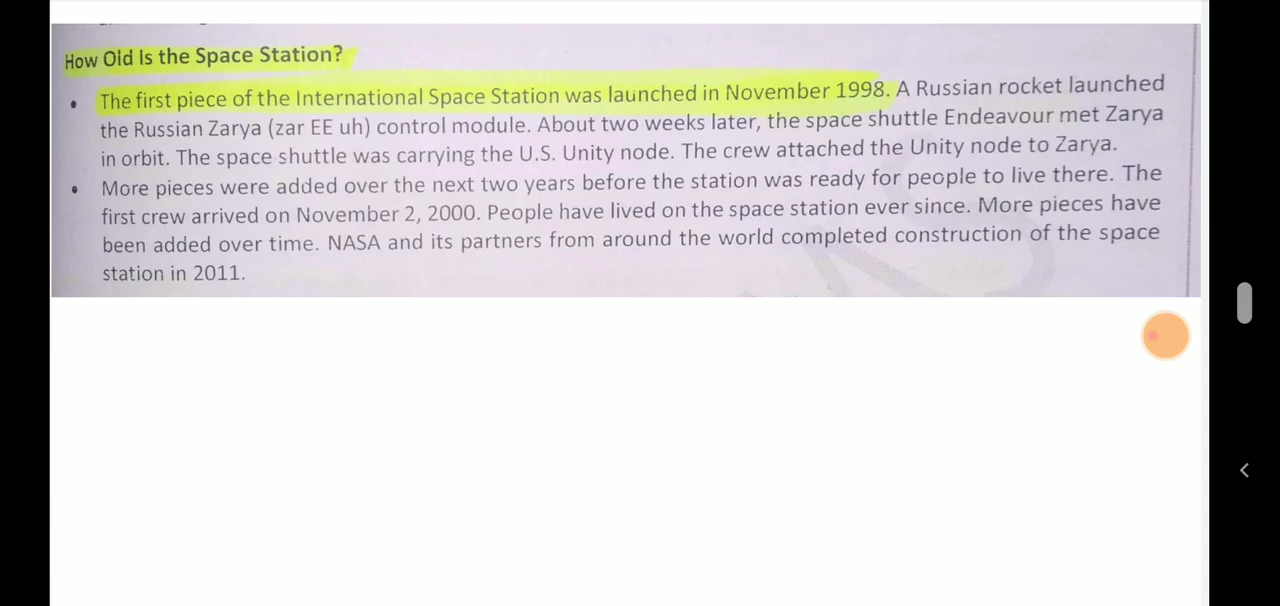 How Old Is the Space Station?
• The first piece of the International Space Station was launched in November 1998. A Russian rocket launched
the Russian Zarya (zar EE uh) control module. About two weeks later, the space shuttle Endeavour met Zarya
in orbit. The space shuttle was carrying the U.S. Unity node. The crew attached the Unity node to Zarya.
• More pieces were added over the next two years before the station was ready for people to live there. The
first crew arrived on November 2, 2000. People have lived on the space station ever since. More pieces have
been added over time. NASA and its partners from around the world completed construction of the space
station in 2011.